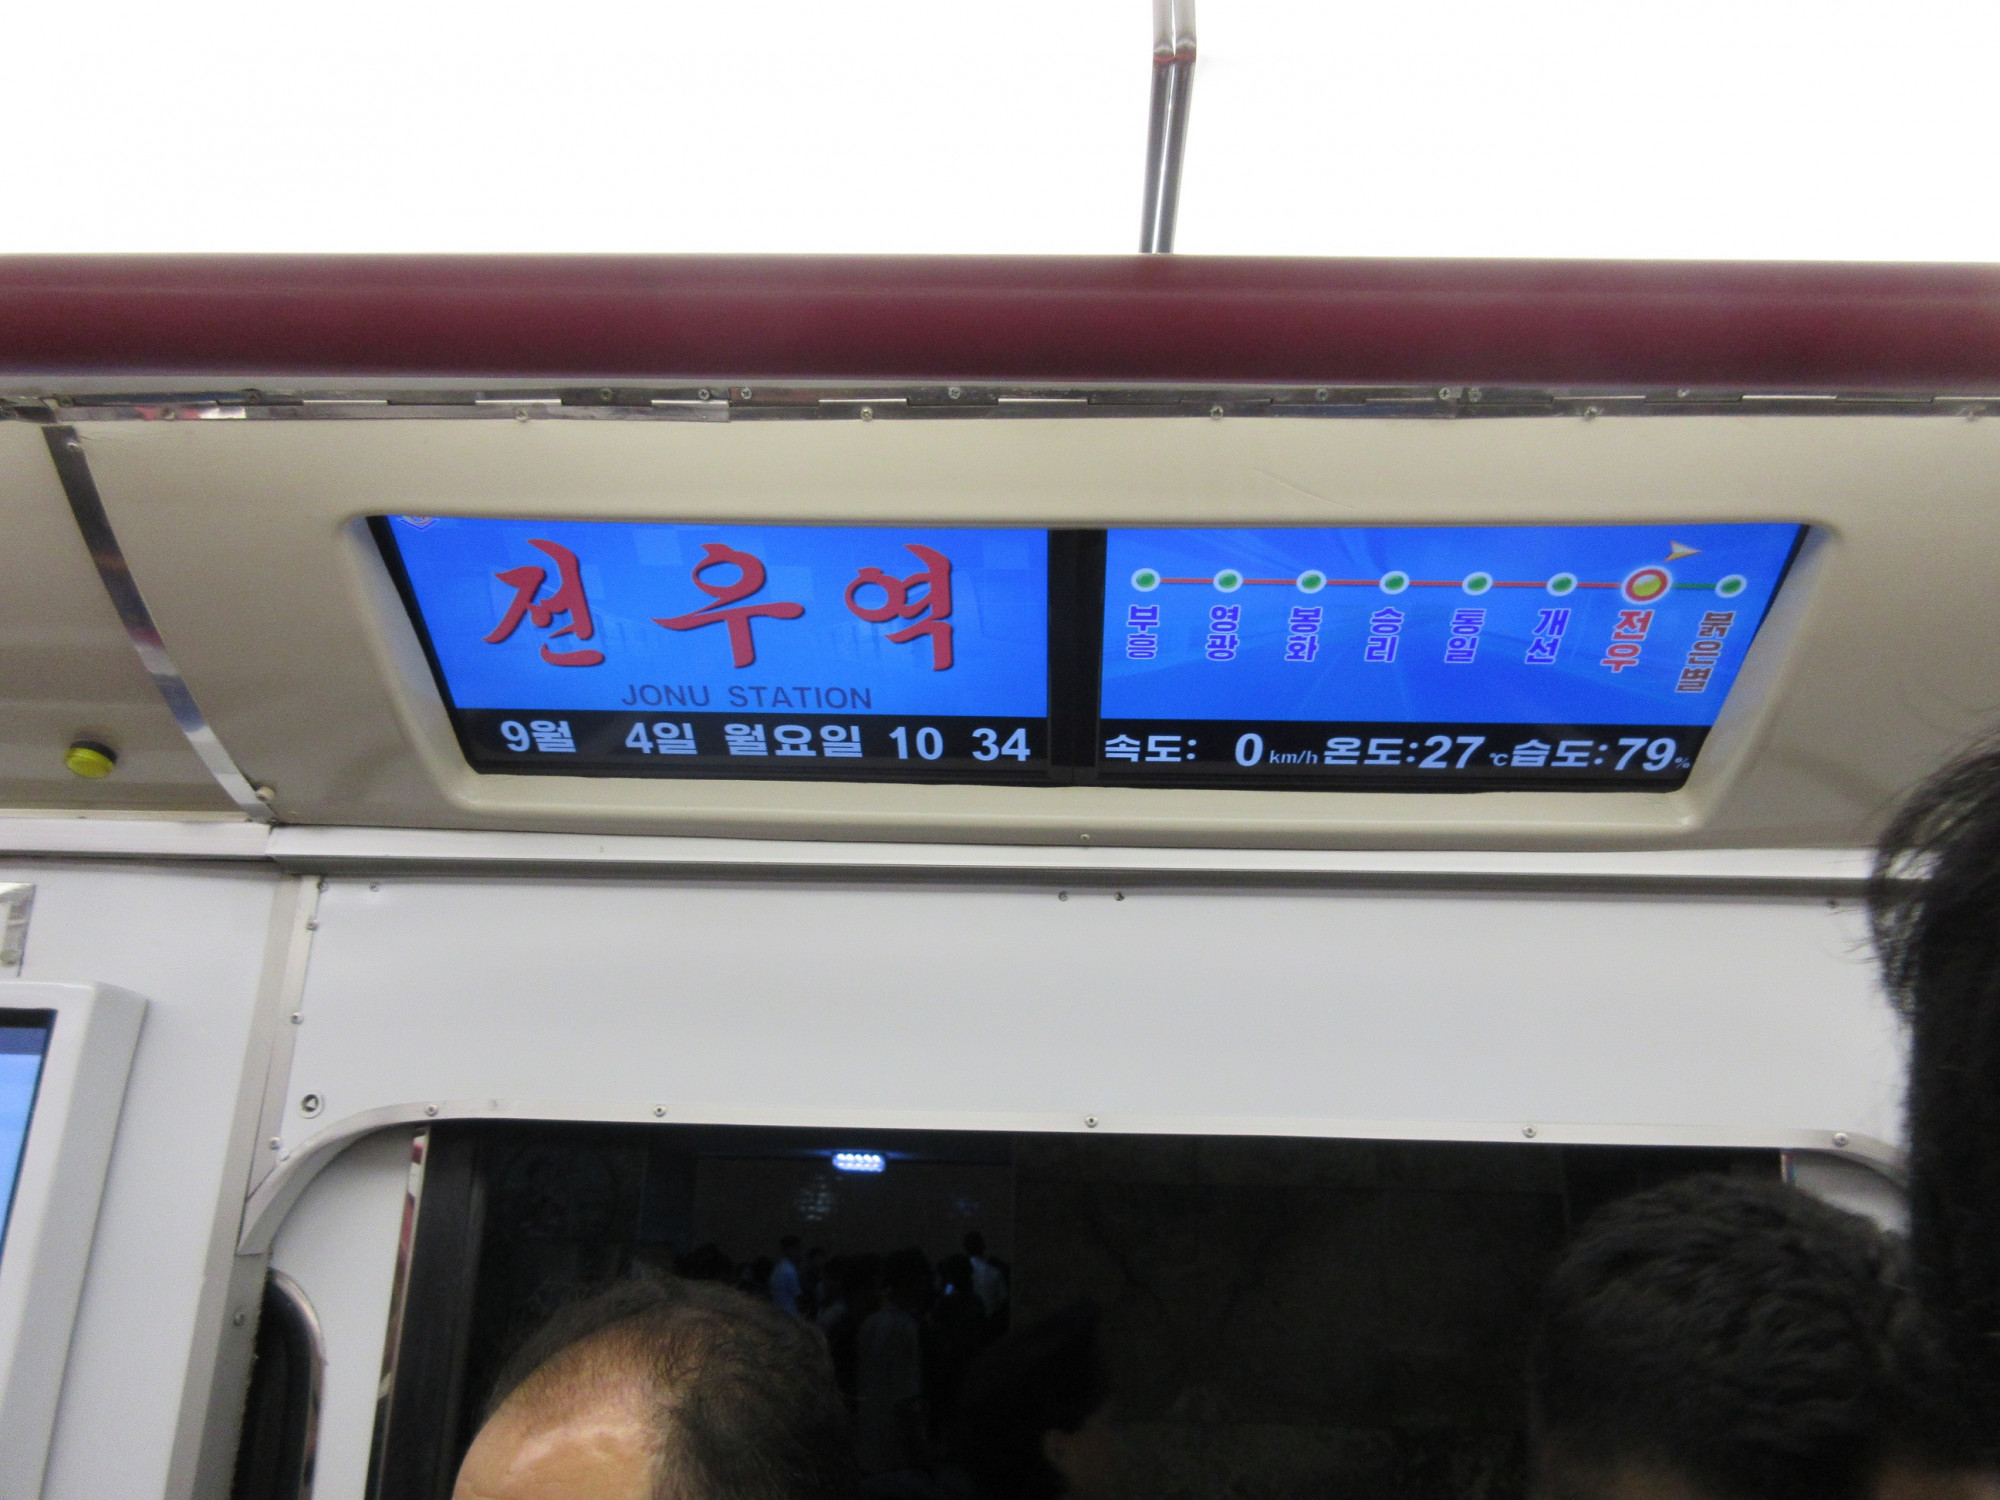 전우역
JONU STATION
9월 4일 월요일 10 34
부흥
영광
봉화
승리
통일
개선
전우
붉은별
속도: 0 km/h 온도:27 ℃ 습도:79 %